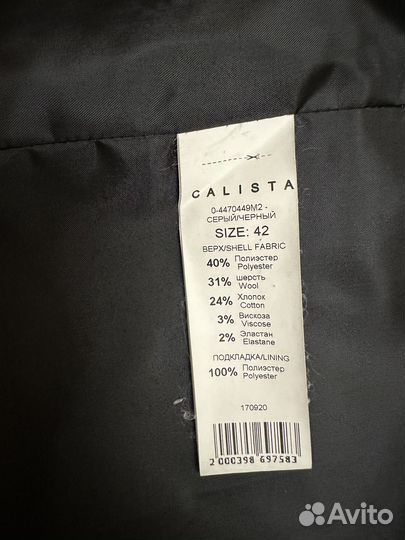 CALISTA
0-4470449M2 -
СЕРЫЙ/ЧЕРНЫЙ
SIZE: 42
ВЕРХ/SHELL FABRIC
40% Полиэстер
Polyester
31% шерсть
Wool
24% Хлопок
Cotton
3% Вискоза
Viscose
2% Эластан
Elastane
ПОДКЛАДКА/LINING
100% Полиэстер
Polyester
170920
2 000398 697583
Avito